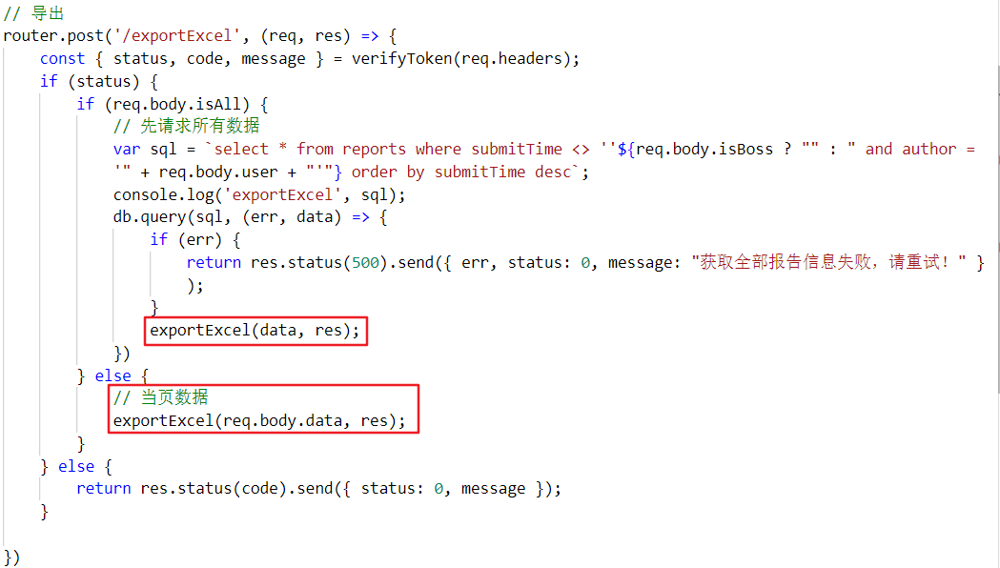 // 导出
router.post('/exportExcel', (req, res) => {
    const { status, code, message } = verifyToken(req.headers);
    if (status) {
        if (req.body.isAll) {
            // 先请求所有数据
            var sql = `select * from reports where submitTime <> ''${req.body.isBoss ? "" : " and author =
            '" + req.body.user + "'"} order by submitTime desc`;
            console.log('exportExcel', sql);
            db.query(sql, (err, data) => {
                if (err) {
                    return res.status(500).send({ err, status: 0, message: "获取全部报告信息失败，请重试！" }
                    );
                }
                exportExcel(data, res);
            })
        } else {
            // 当页数据
            exportExcel(req.body.data, res);
        }
    } else {
        return res.status(code).send({ status: 0, message });
    }
})